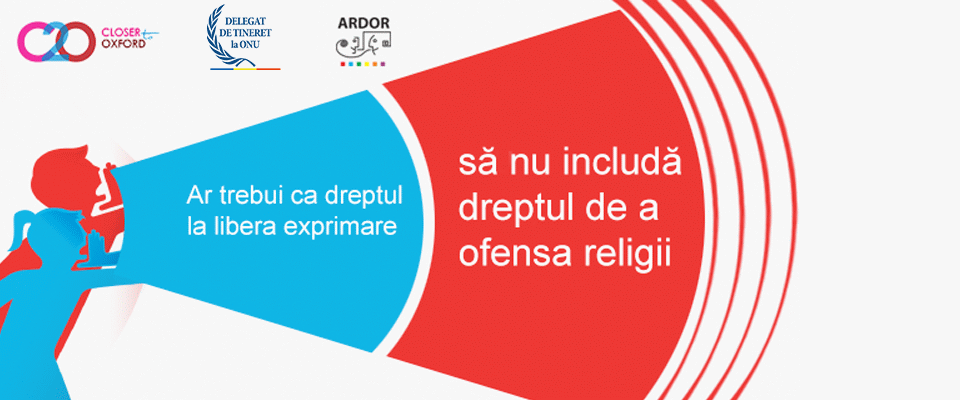 CLOSER to
OXFORD
DELEGAT
DE TINERET
la ONU
ARDOR
Ar trebui ca dreptul
la libera exprimare
să nu includă
dreptul de a
ofensa religii